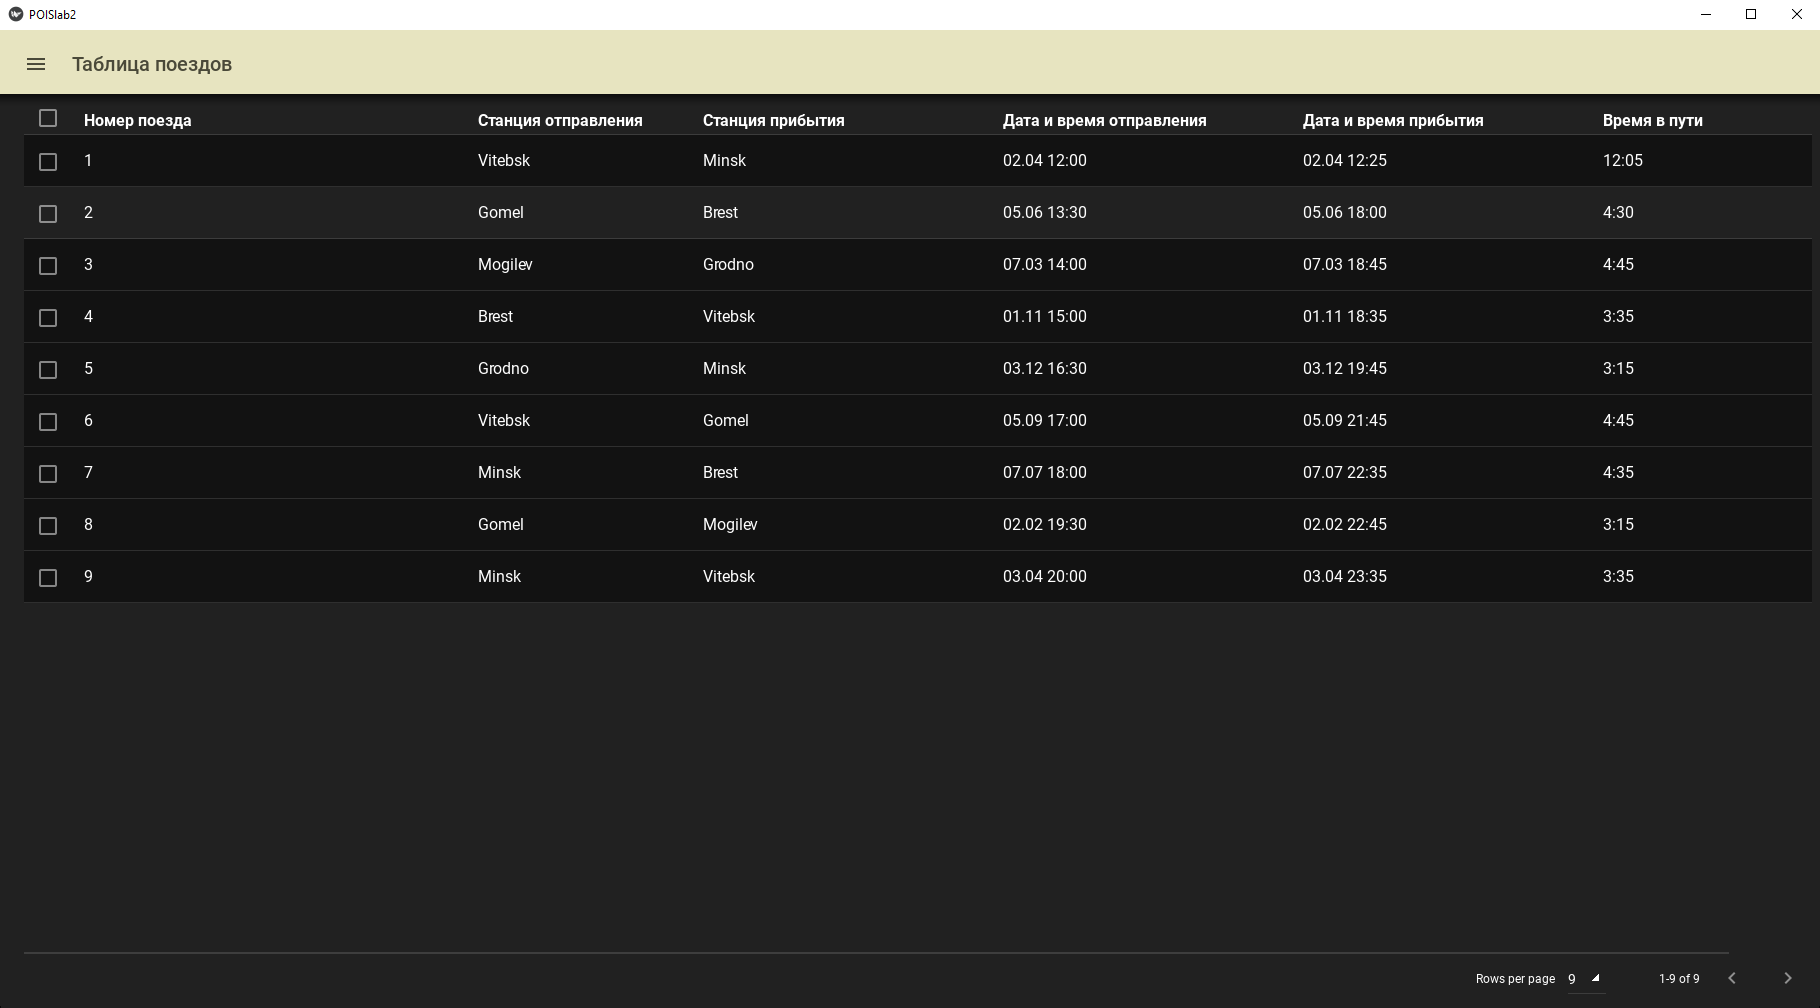 POISlab2
Таблица поездов
Номер поезда Станция отправления Станция прибытия Дата и время отправления Дата и время прибытия Время в пути
1 Vitebsk Minsk 02.04 12:00 02.04 12:25 12:05
2 Gomel Brest 05.06 13:30 05.06 18:00 4:30
3 Mogilev Grodno 07.03 14:00 07.03 18:45 4:45
4 Brest Vitebsk 01.11 15:00 01.11 18:35 3:35
5 Grodno Minsk 03.12 16:30 03.12 19:45 3:15
6 Vitebsk Gomel 05.09 17:00 05.09 21:45 4:45
7 Minsk Brest 07.07 18:00 07.07 22:35 4:35
8 Gomel Mogilev 02.02 19:30 02.02 22:45 3:15
9 Minsk Vitebsk 03.04 20:00 03.04 23:35 3:35
Rows per page 9 1-9 of 9